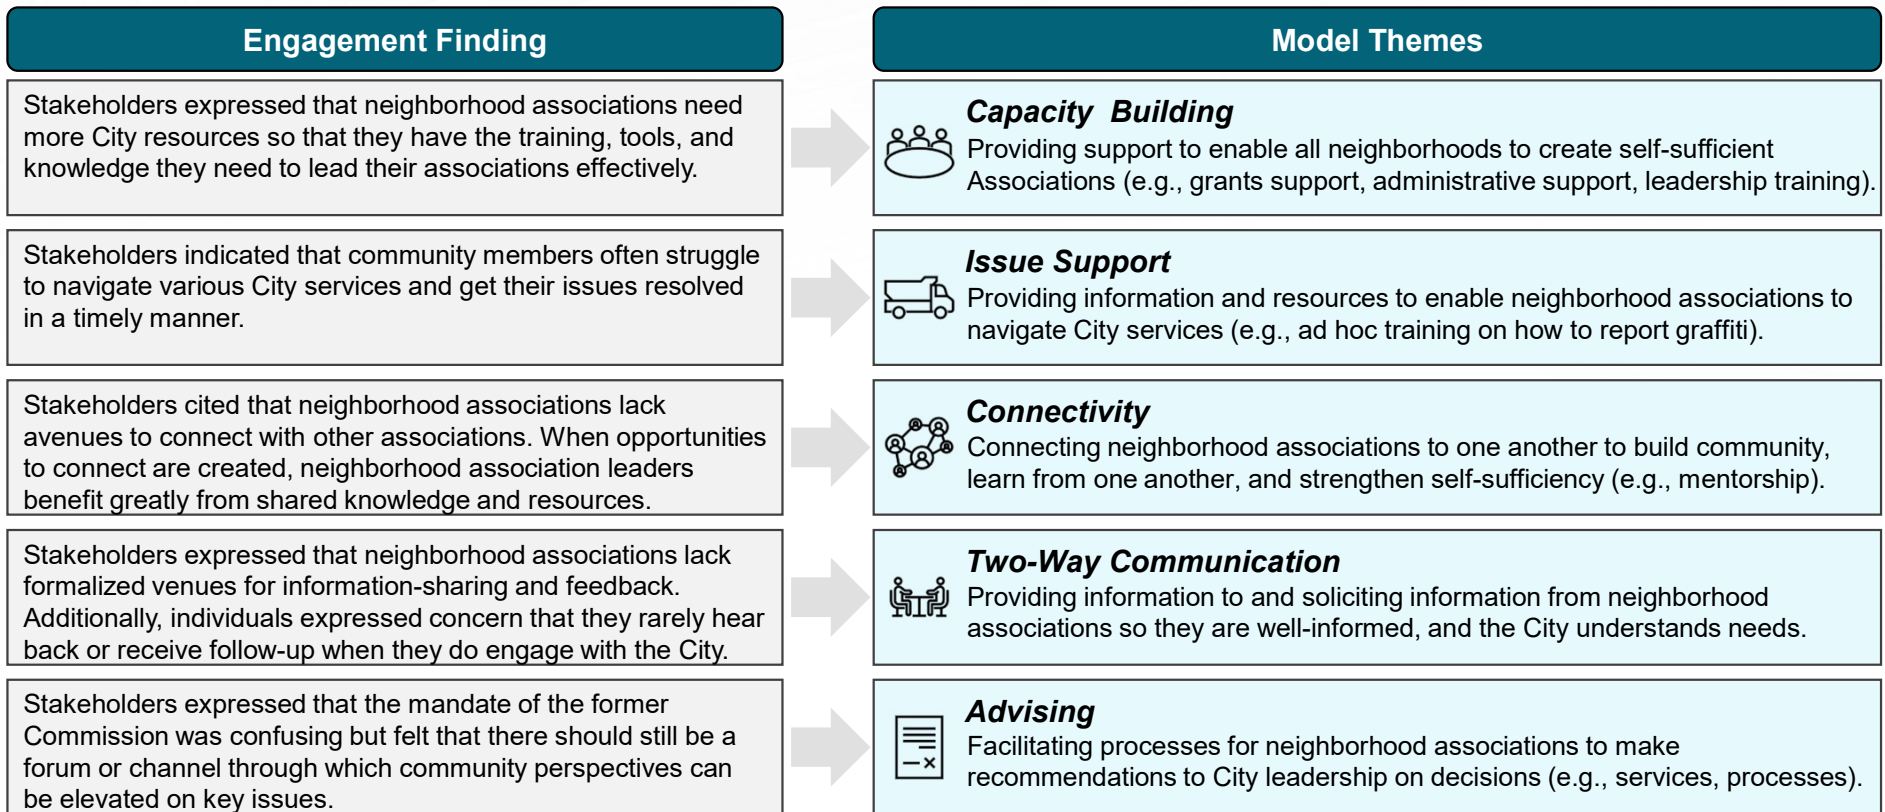 Engagement Finding
Model Themes
Stakeholders expressed that neighborhood associations need
more City resources so that they have the training, tools, and
knowledge they need to lead their associations effectively.
Capacity Building
Providing support to enable all neighborhoods to create self-sufficient
Associations (e.g., grants support, administrative support, leadership training).
Stakeholders indicated that community members often struggle
to navigate various City services and get their issues resolved
in a timely manner.
Issue Support
Providing information and resources to enable neighborhood associations to
navigate City services (e.g., ad hoc training on how to report graffiti).
Stakeholders cited that neighborhood associations lack
avenues to connect with other associations. When opportunities
to connect are created, neighborhood association leaders
benefit greatly from shared knowledge and resources.
Connectivity
Connecting neighborhood associations to one another to build community,
learn from one another, and strengthen self-sufficiency (e.g., mentorship).
Stakeholders expressed that neighborhood associations lack
formalized venues for information-sharing and feedback.
Additionally, individuals expressed concern that they rarely hear
back or receive follow-up when they do engage with the City.
Two-Way Communication
Providing information to and soliciting information from neighborhood
associations so they are well-informed, and the City understands needs.
Stakeholders expressed that the mandate of the former
Commission was confusing but felt that there should still be a
forum or channel through which community perspectives can
be elevated on key issues.
Advising
Facilitating processes for neighborhood associations to make
recommendations to City leadership on decisions (e.g., services, processes).